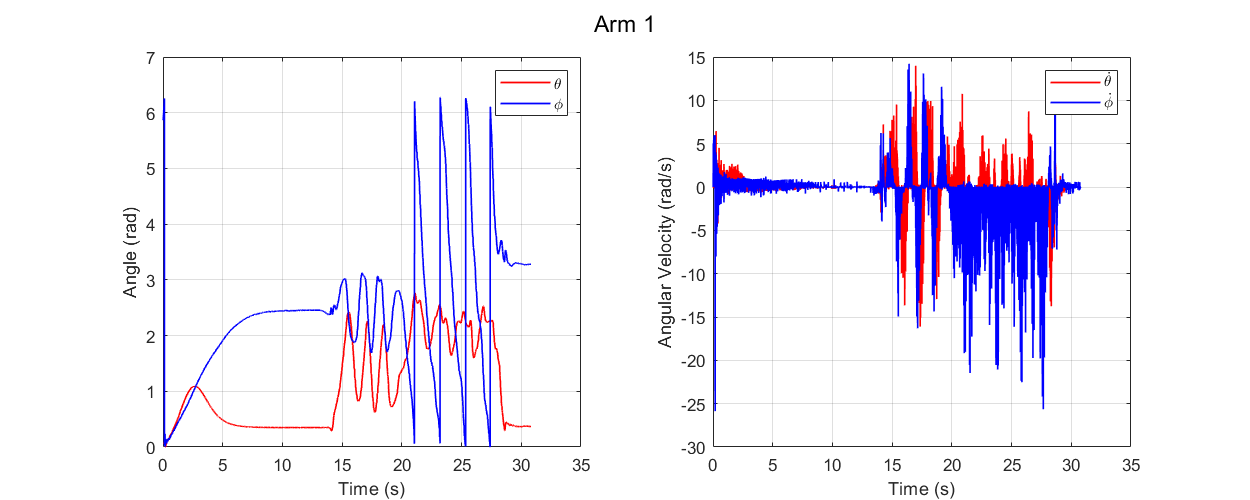 Arm 1
7
6
5
4
3
2
1
0
Angle (rad)
0 5 10 15 20 25 30 35
Time (s)
θ
ϕ
15
10
5
0
-5
-10
-15
-20
-25
-30
Angular Velocity (rad/s)
0 5 10 15 20 25 30 35
Time (s)
θ̇
ϕ̇